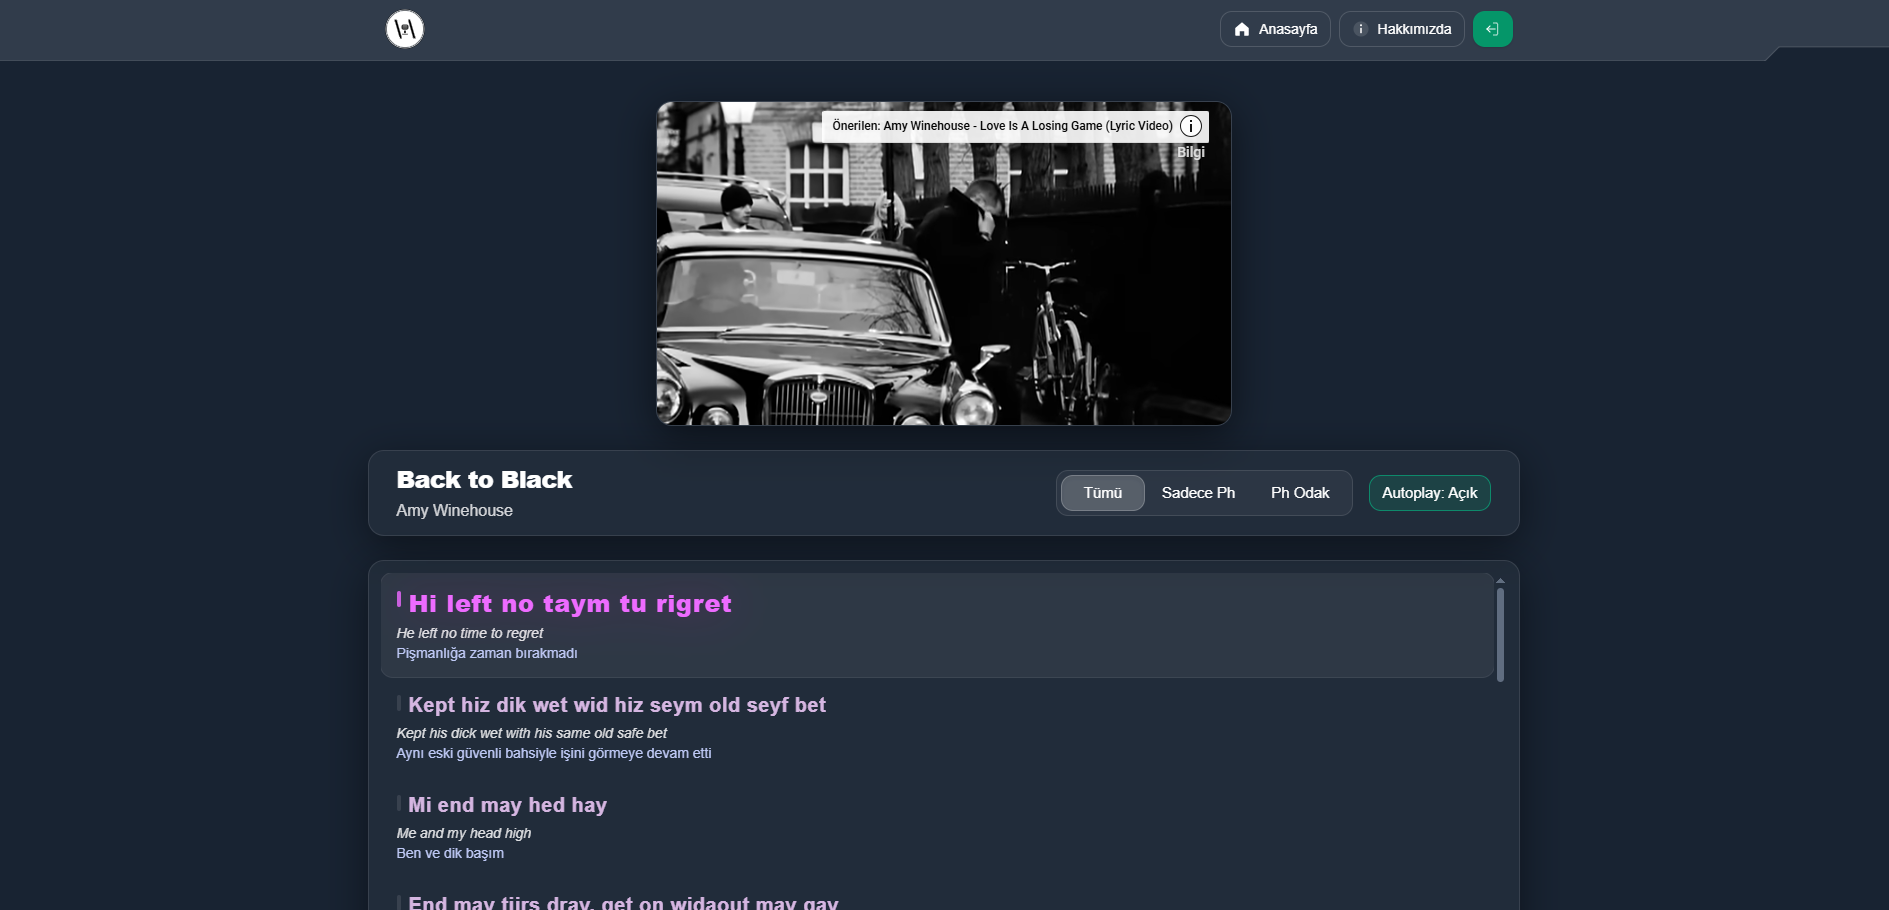 Anasayfa
Hakkımızda
Önerilen: Amy Winehouse - Love Is A Losing Game (Lyric Video)
Bilgi
Back to Black
Amy Winehouse
Tümü
Sadece Ph
Ph Odak
Autoplay: Açık
Hi left no taym tu rigret
He left no time to regret
Pişmanlığa zaman bırakmadı
Kept hiz dik wet wid hiz seym old seyf bet
Kept his dick wet with his same old safe bet
Aynı eski güvenli bahsiyle işini görmeye devam etti
Mi end may hed hay
Me and my head high
Ben ve dik başım
End may tiirs dray, get on widaout may gay